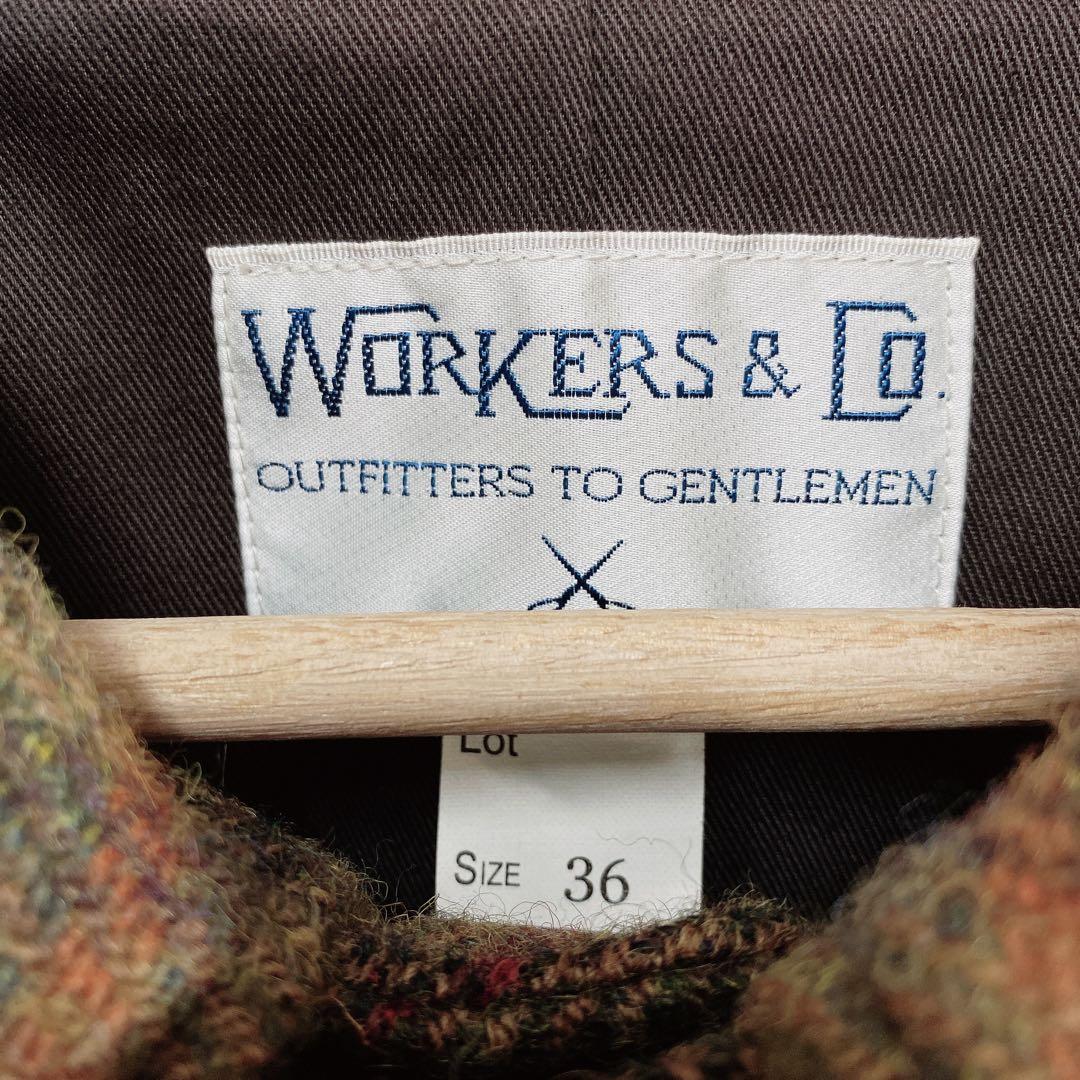 WORKERS & Co.
OUTFITTERS TO GENTLEMEN
Lot
SIZE 36